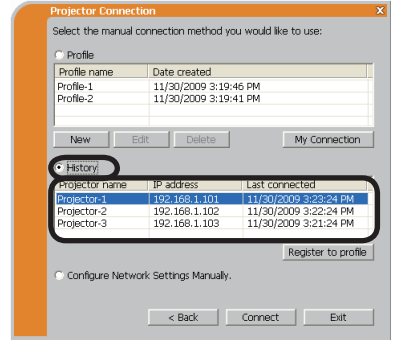 Projector Connection X
Select the manual connection method you would like to use:
Profile
Profile name Date created
Profile-1 11/30/2009 3:19:46 PM
Profile-2 11/30/2009 3:19:41 PM
New Edit Delete My Connection
History
Projector name IP address Last connected
Projector-1 192.168.1.101 11/30/2009 3:23:24 PM
Projector-2 192.168.1.102 11/30/2009 3:22:24 PM
Projector-3 192.168.1.103 11/30/2009 3:21:24 PM
Register to profile
Configure Network Settings Manually.
< Back Connect Exit